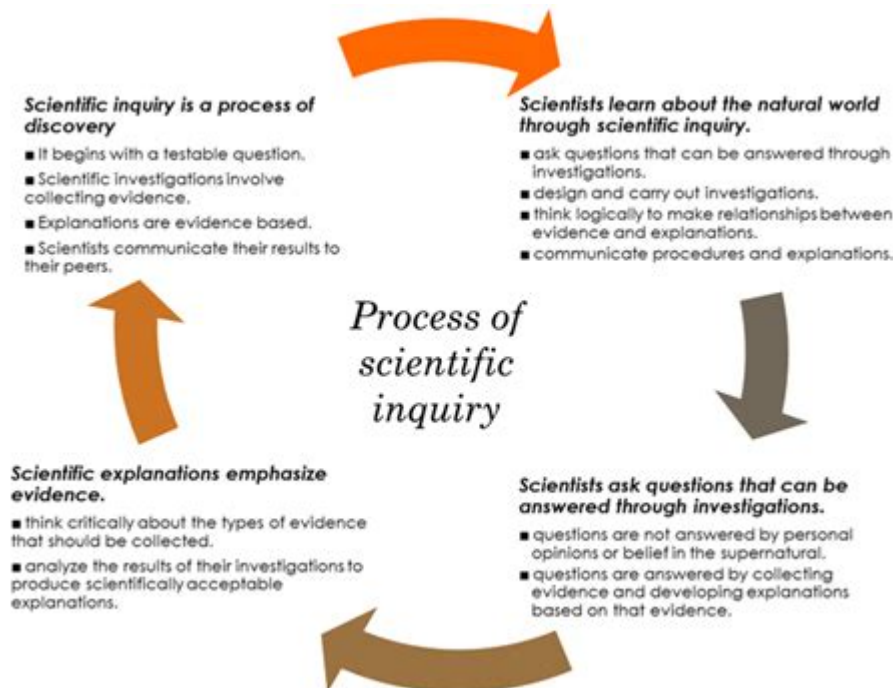 Scientific inquiry is a process of
discovery
■ It begins with a testable question.
■ Scientific investigations involve
collecting evidence.
■ Explanations are evidence based.
■ Scientists communicate their results to
their peers.
Scientists learn about the natural world
through scientific inquiry.
■ ask questions that can be answered through
investigations.
■ design and carry out investigations.
■ think logically to make relationships between
evidence and explanations.
■ communicate procedures and explanations.
Process of
scientific
inquiry
Scientific explanations emphasize
evidence.
■ think critically about the types of evidence
that should be collected.
■ analyze the results of their investigations to
produce scientifically acceptable
explanations.
Scientists ask questions that can be
answered through investigations.
■ questions are not answered by personal
opinions or belief in the supernatural.
■ questions are answered by collecting
evidence and developing explanations
based on that evidence.